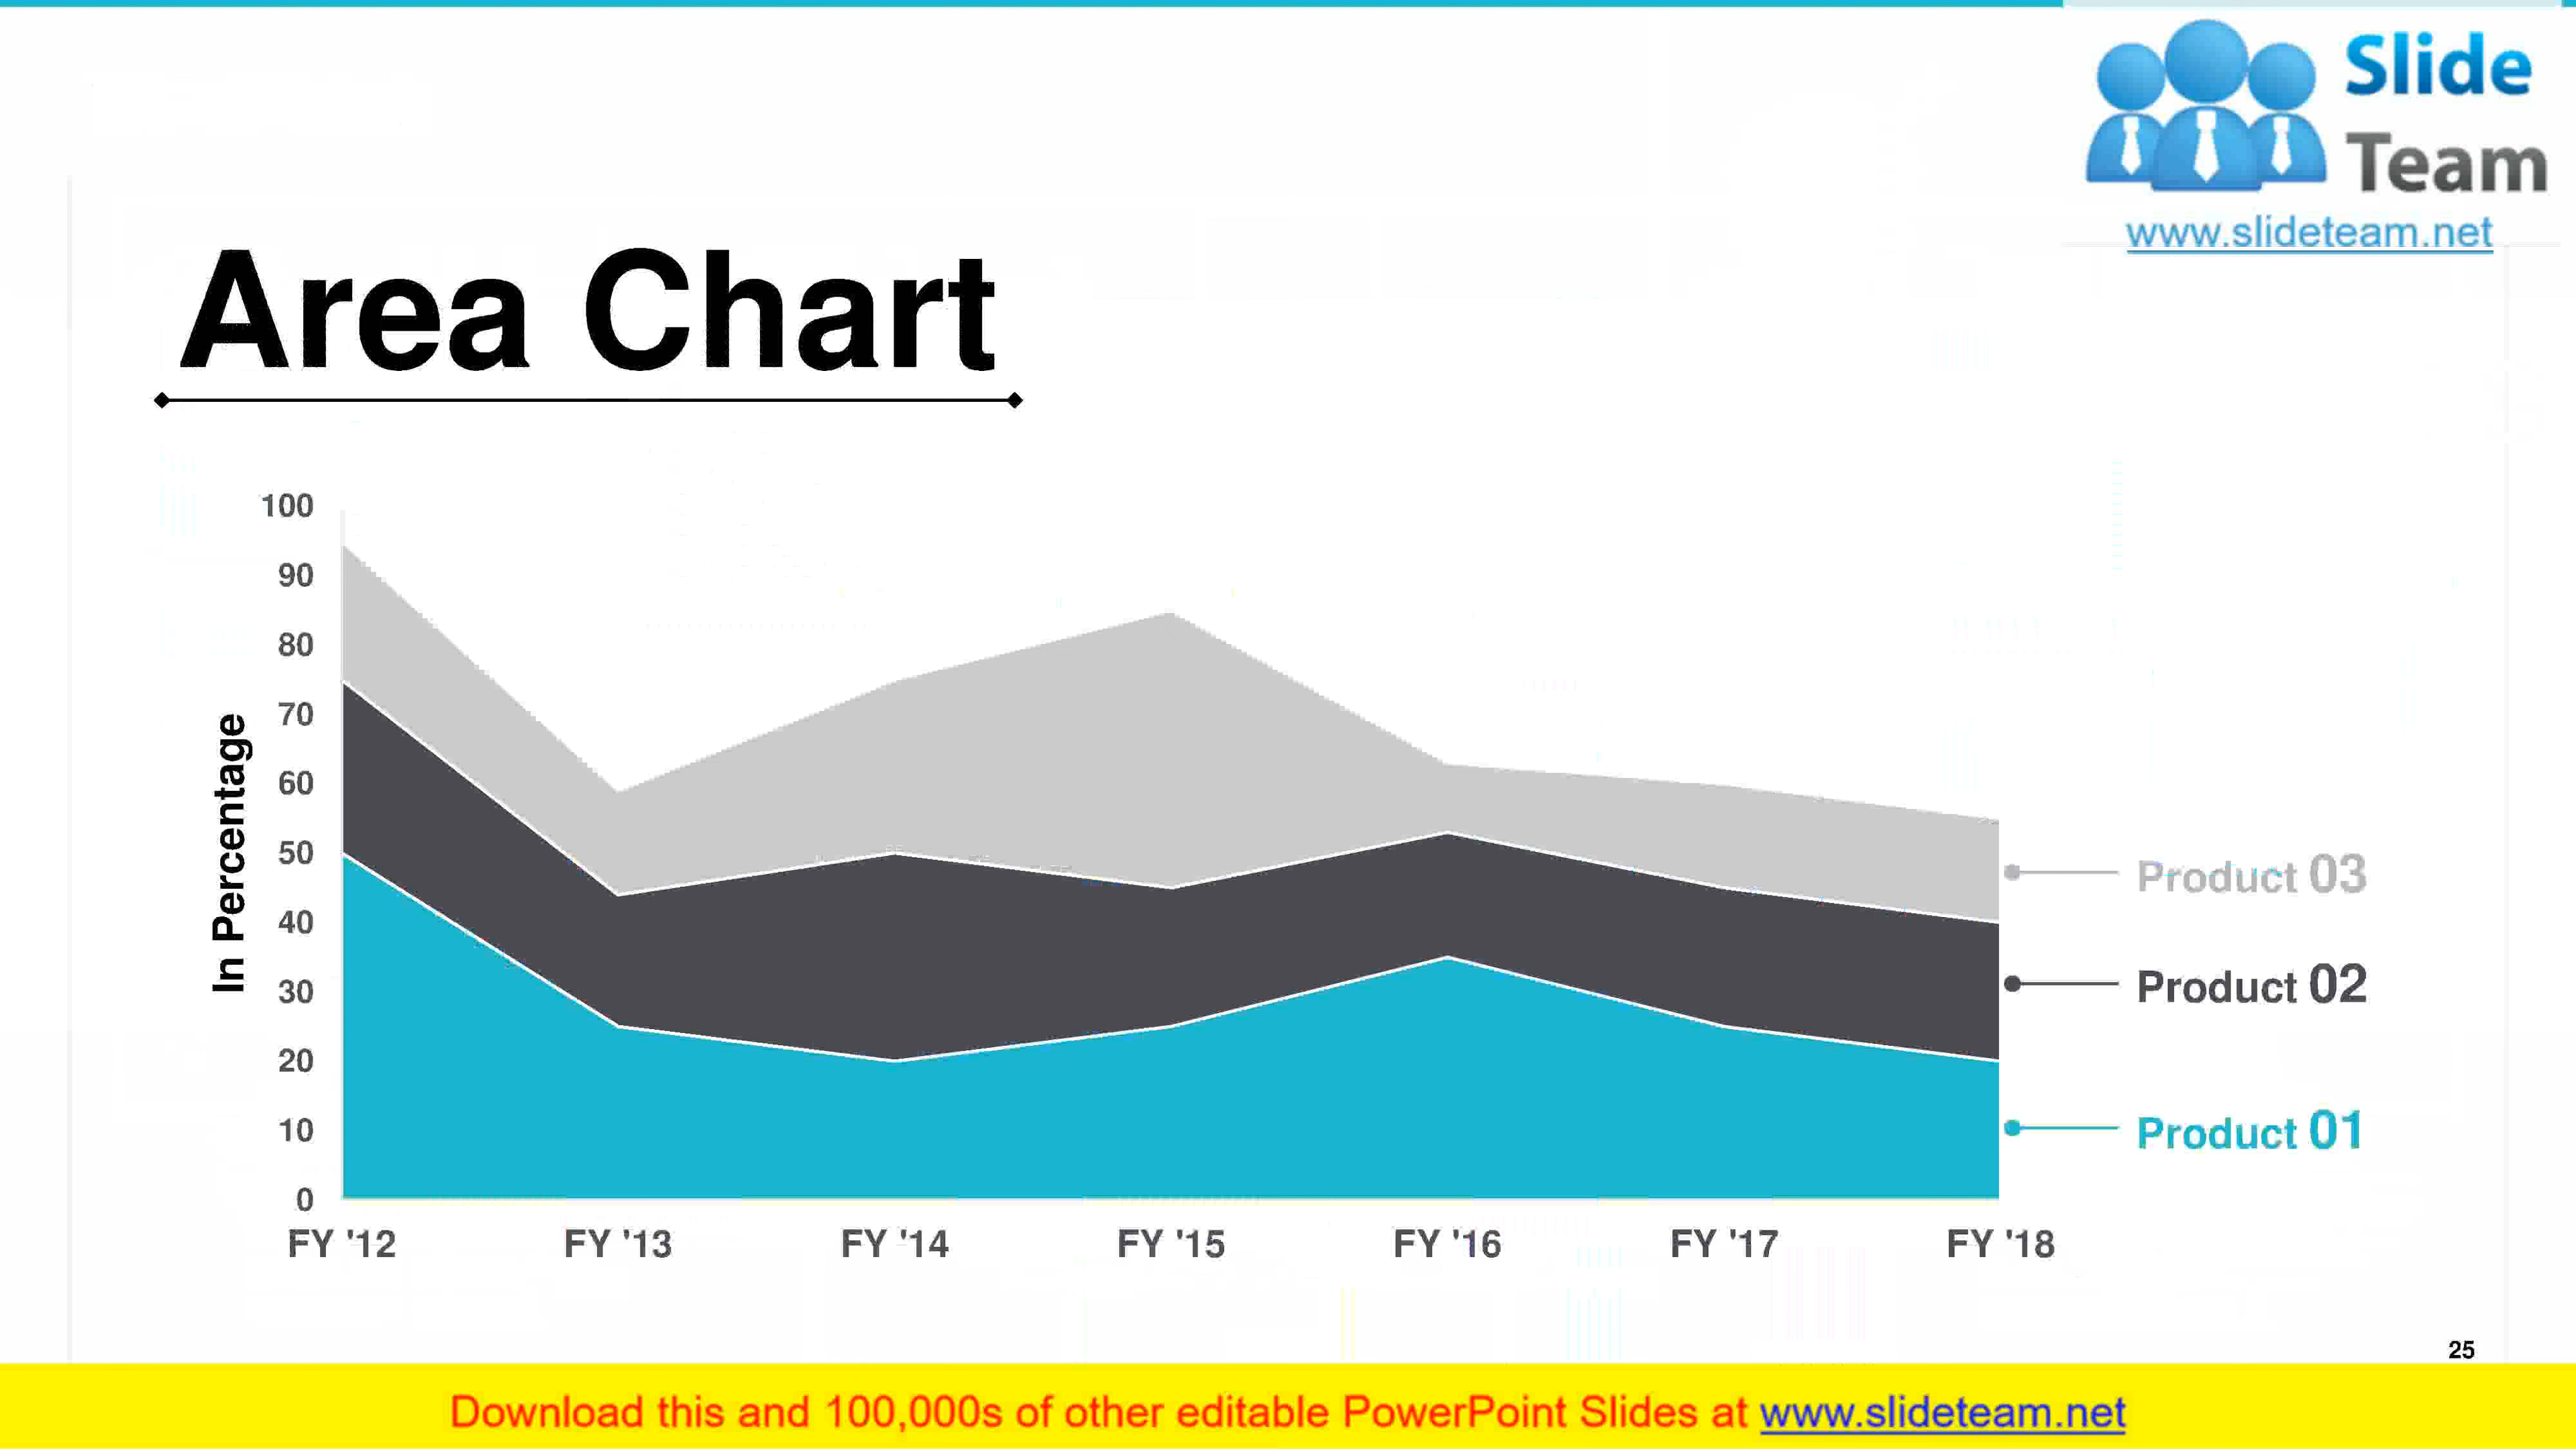 Slide
Team
www.slideteam.net
Area Chart
100
90
80
70
60
50
40
30
20
10
0
In Percentage
FY '12 FY '13 FY '14 FY '15 FY '16 FY '17 FY '18
Product 03
Product 02
Product 01
25
Download this and 100,000s of other editable PowerPoint Slides at www.slideteam.net